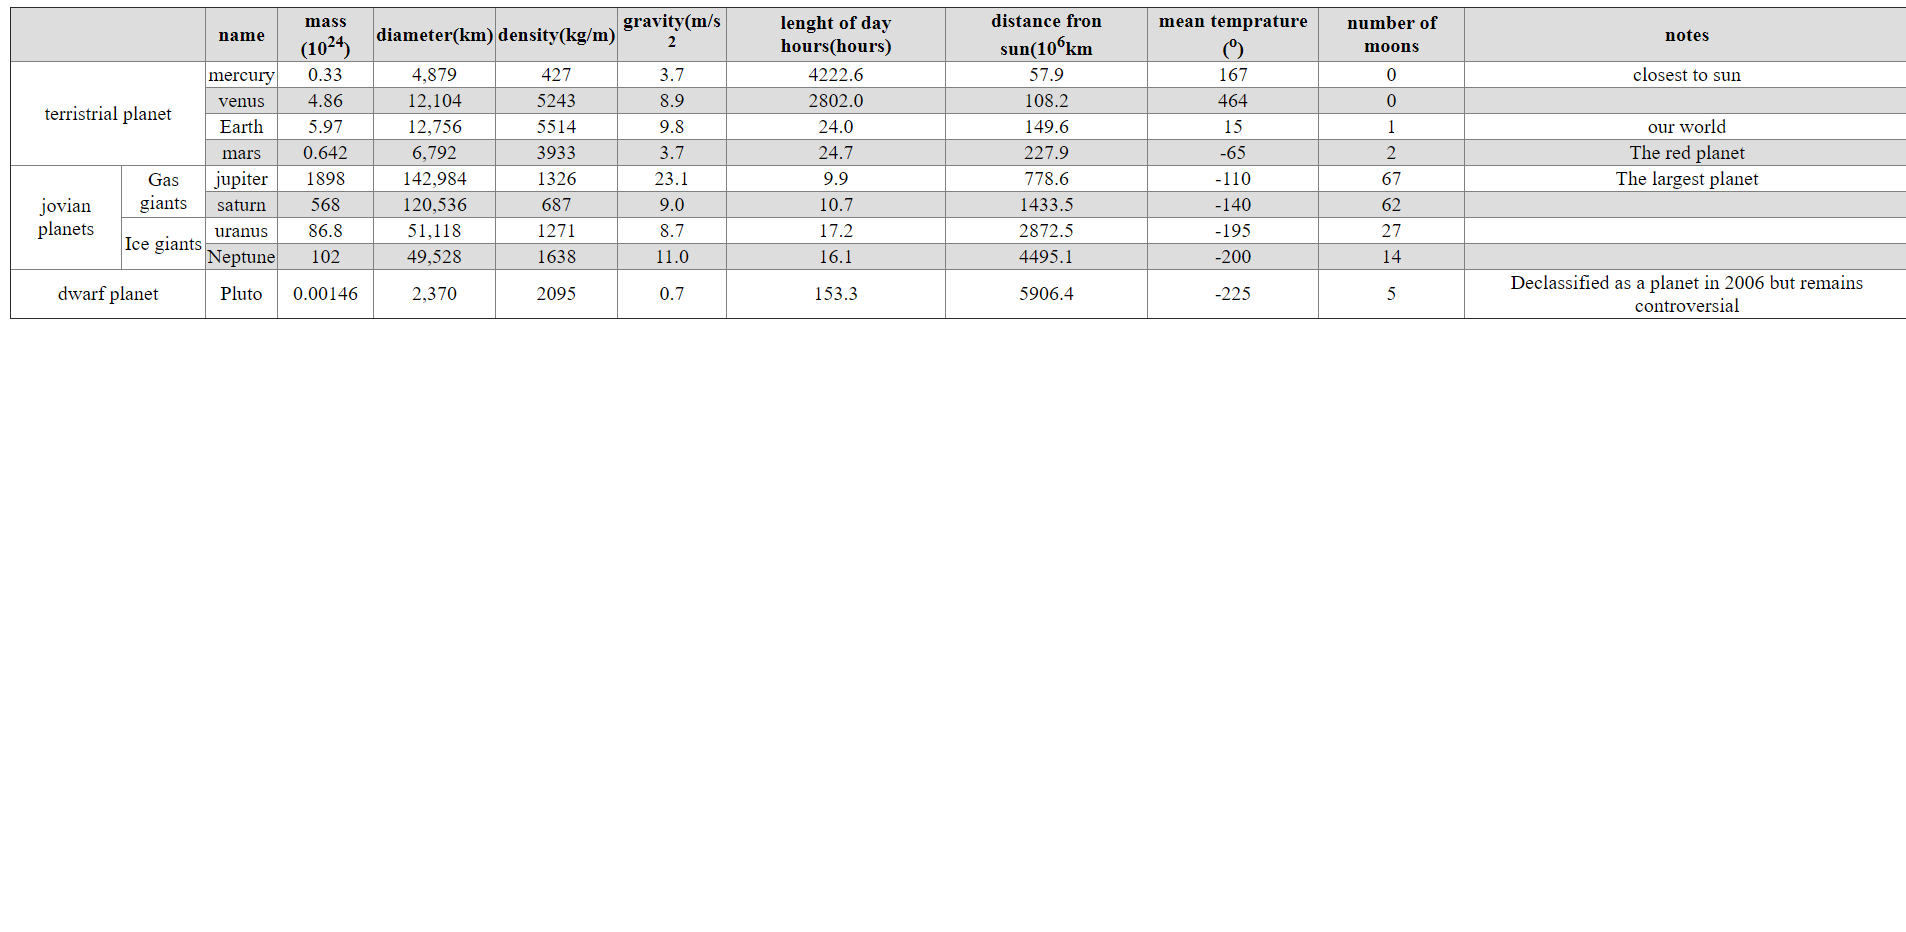 name mass (10²⁴) diameter(km) density(kg/m) gravity(m/s 2 lenght of day hours(hours) distance fron sun(10⁶km mean temprature (º) number of moons notes
terristrial planet mercury 0.33 4,879 427 3.7 4222.6 57.9 167 0 closest to sun
venus 4.86 12,104 5243 8.9 2802.0 108.2 464 0
Earth 5.97 12,756 5514 9.8 24.0 149.6 15 1 our world
mars 0.642 6,792 3933 3.7 24.7 227.9 -65 2 The red planet
jovian planets Gas giants jupiter 1898 142,984 1326 23.1 9.9 778.6 -110 67 The largest planet
saturn 568 120,536 687 9.0 10.7 1433.5 -140 62
Ice giants uranus 86.8 51,118 1271 8.7 17.2 2872.5 -195 27
Neptune 102 49,528 1638 11.0 16.1 4495.1 -200 14
dwarf planet Pluto 0.00146 2,370 2095 0.7 153.3 5906.4 -225 5 Declassified as a planet in 2006 but remains controversial